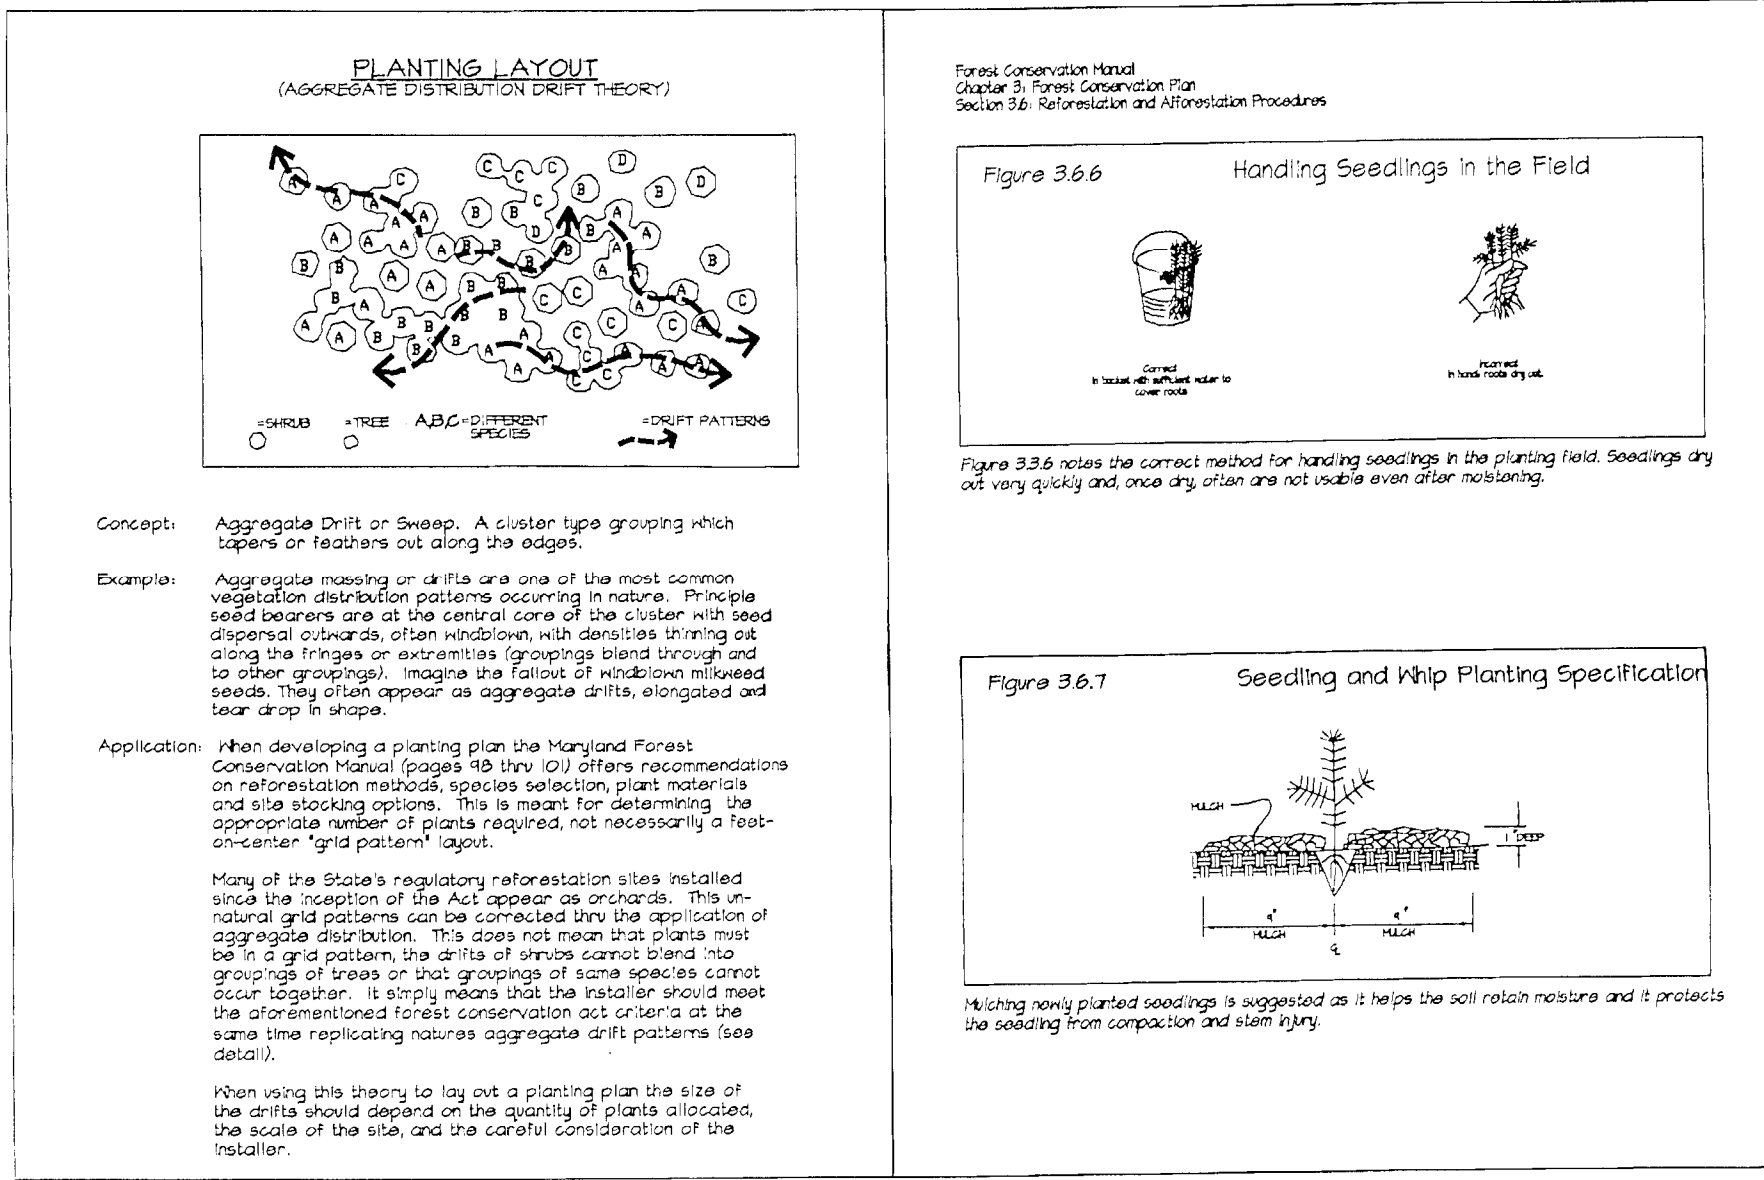 PLANTING LAYOUT
(AGGREGATE DISTRIBUTION DRIFT THEORY)
=SHRUB
=TREE
A,B,C=DIFFERENT
SPECIES
=DRIFT PATTERNS
Concept:
Aggregate Drift or Sweep. A cluster type grouping which
tapers or feathers out along the edges.
Example:
Aggregate massing or drifts are one of the most common
vegetation distribution patterns occurring in nature. Principle
seed bearers are at the central core of the cluster with seed
dispersal outwards, often windblown, with densities thinning out
along the fringes or extremities (groupings blend through and
to other groupings). Imagine the fallout of windblown milkweed
seeds. They often appear as aggregate drifts, elongated and
tear drop in shape.
Application:
When developing a planting plan the Maryland Forest
Conservation Manual (pages 98 thru 101) offers recommendations
on reforestation methods, species selection, plant materials
and site stocking options. This is meant for determining the
appropriate number of plants required, not necessarily a feet-
on-center "grid pattern" layout.
Many of the State's regulatory reforestation sites installed
since the inception of the Act appear as orchards. This un-
natural grid patterns can be corrected thru the application of
aggregate distribution. This does not mean that plants must
be in a grid pattern, the drifts of shrubs cannot blend into
groupings of trees or that groupings of same species cannot
occur together. It simply means that the installer should meet
the aforementioned forest conservation act criteria at the
same time replicating natures aggregate drift patterns (see
detail).
When using this theory to lay out a planting plan the size of
the drifts should depend on the quantity of plants allocated,
the scale of the site, and the careful consideration of the
installer.
Forest Conservation Manual
Chapter 3: Forest Conservation Plan
Section 3.6: Reforestation and Afforestation Procedures
Figure 3.6.6
Handling Seedlings in the Field
Correct
In bucket with sufficient water to
cover roots
Incorrect
In hand: roots dry out.
Figure 3.3.6 notes the correct method for handling seedlings in the planting field. Seedlings dry
out very quickly and, once dry, often are not usable even after moistening.
Figure 3.6.7
Seedling and Whip Planting Specification
MULCH
1" DEEP
9"
MULCH
9"
MULCH
Mulching newly planted seedlings is suggested as it helps the soil retain moisture and it protects
the seedling from compaction and stem injury.